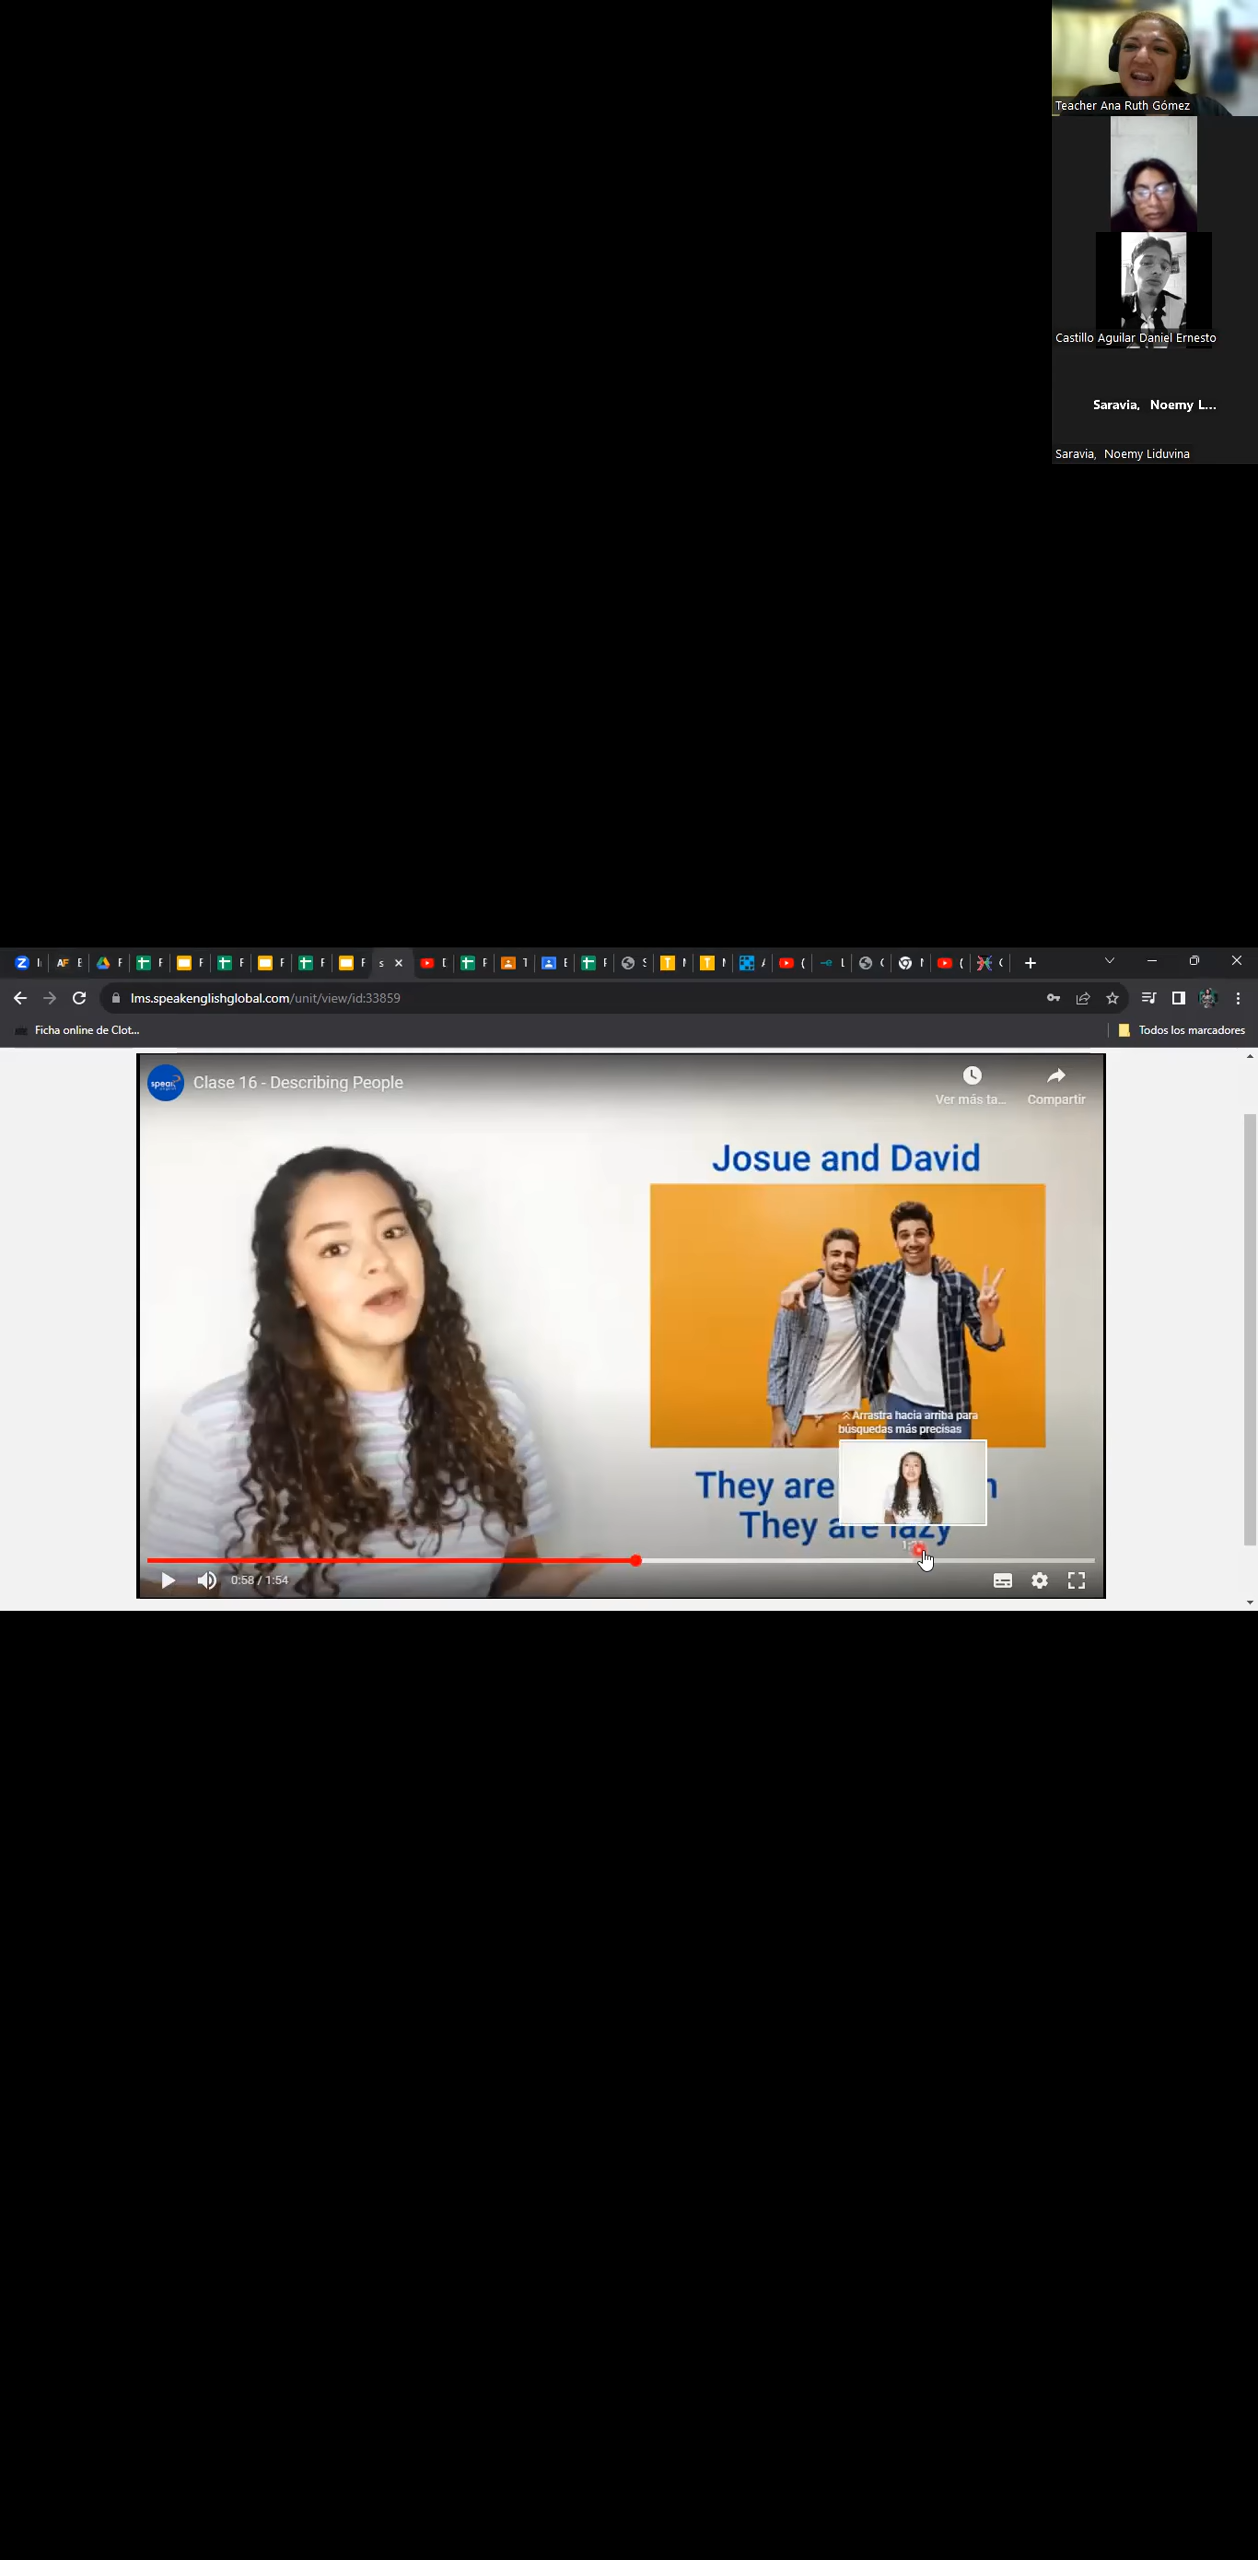 Teacher Ana Ruth Gómez
Castillo Aguilar Daniel Ernesto
Saravia, Noemy L...
Saravia, Noemy Liduvina
lms.speakenglishglobal.com/unit/view/id:33859
Ficha online de Clot...
Todos los marcadores
speak
Clase 16 - Describing People
Ver más ta...
Compartir
Josue and David
Arrastra hacia arriba para
búsquedas más precisas
They are
They are lazy
0:58 / 1:54